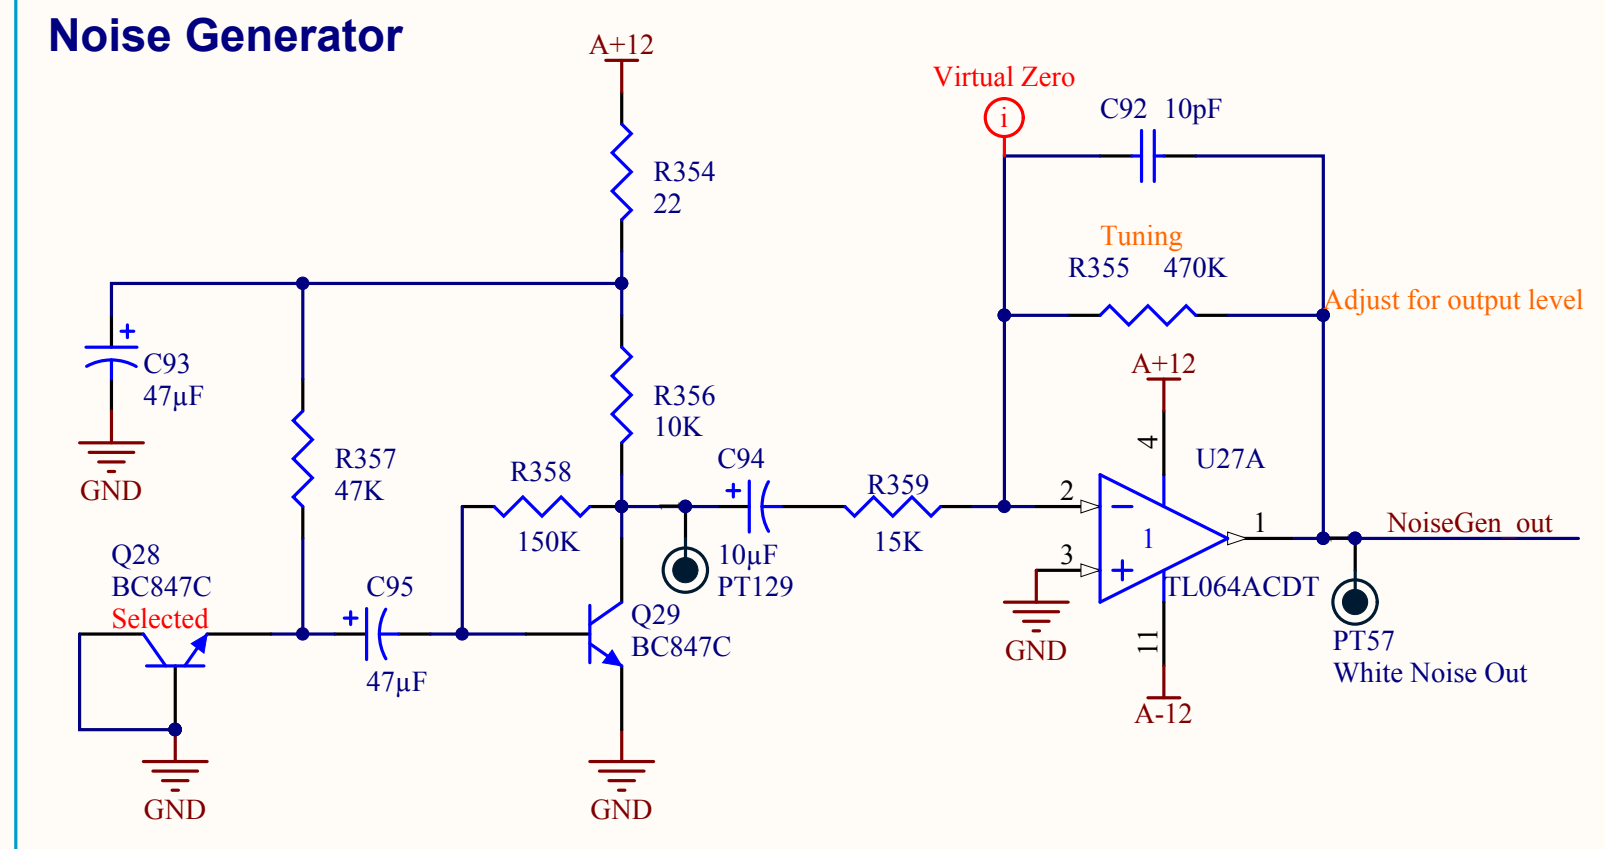 Noise Generator
A+12
Virtual Zero
i
C92 10pF
R354
22
Tuning
R355 470K
Adjust for output level
+
C93
47µF
A+12
R356
10K
4
GND
R357
47K
R358
150K
C94
+
10µF
PT129
R359
15K
U27A
2
3
1
1
NoiseGen_out
TL064ACDT
Q28
BC847C
Selected
C95
+
47µF
Q29
BC847C
GND
11
PT57
White Noise Out
A-12
GND
GND